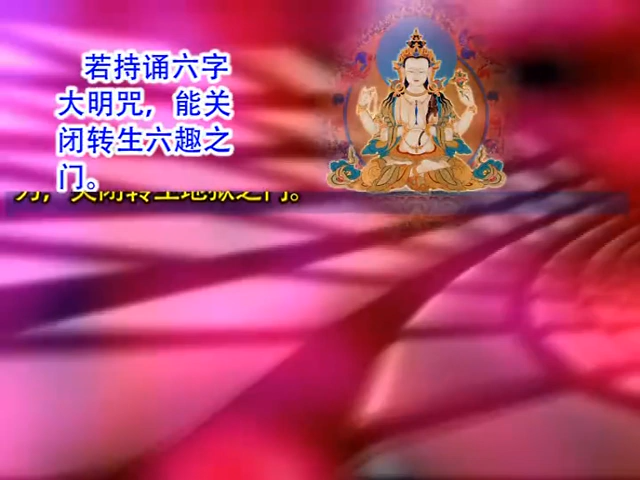 若持诵六字
大明咒，能关
闭转生六趣之
门。
力，关闭转生地狱之门。